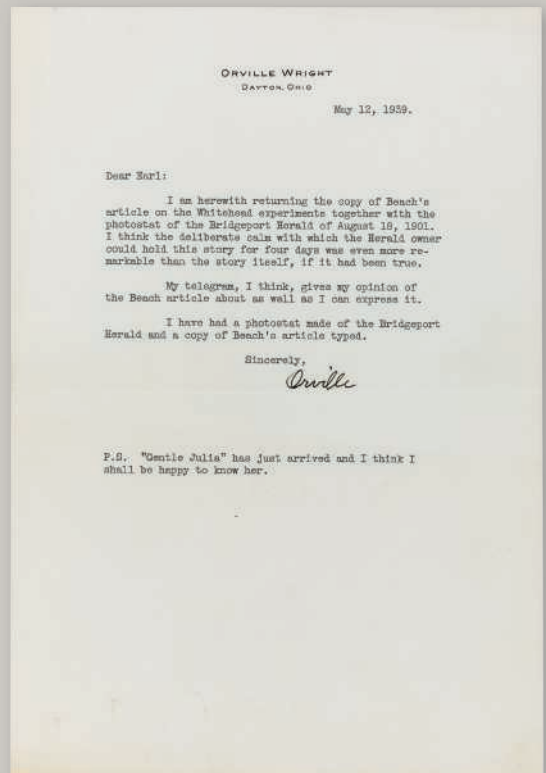 ORVILLE WRIGHT
DAYTON, OHIO
May 12, 1939.
Dear Earl:
I am herewith returning the copy of Beach's
article on the Whitehead experiments together with the
photostat of the Bridgeport Herald of August 18, 1901.
I think the deliberate calm with which the Herald owner
could hold this story for four days was even more re-
markable than the story itself, if it had been true.
My telegram, I think, gives my opinion of
the Beach article about as well as I can express it.
I have had a photostat made of the Bridgeport
Herald and a copy of Beach's article typed.
Sincerely,
Orville
P.S. "Gentle Julia" has just arrived and I think I
shall be happy to know her.